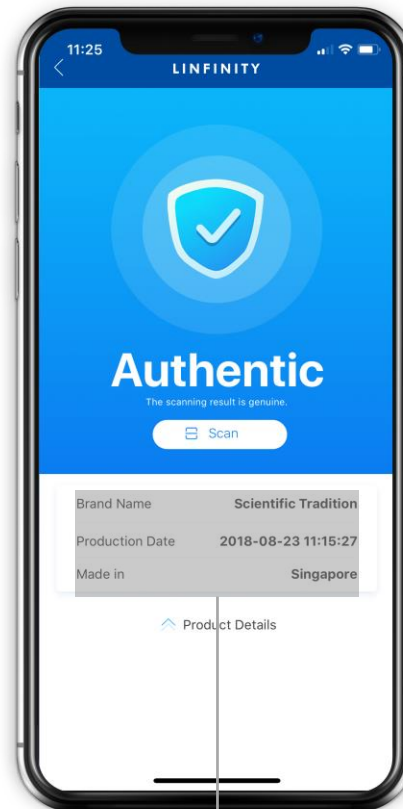 11:25
LINFINITY
Authentic
The scanning result is genuine.
Scan
Brand Name Scientific Tradition
Production Date 2018-08-23 11:15:27
Made in Singapore
Product Details